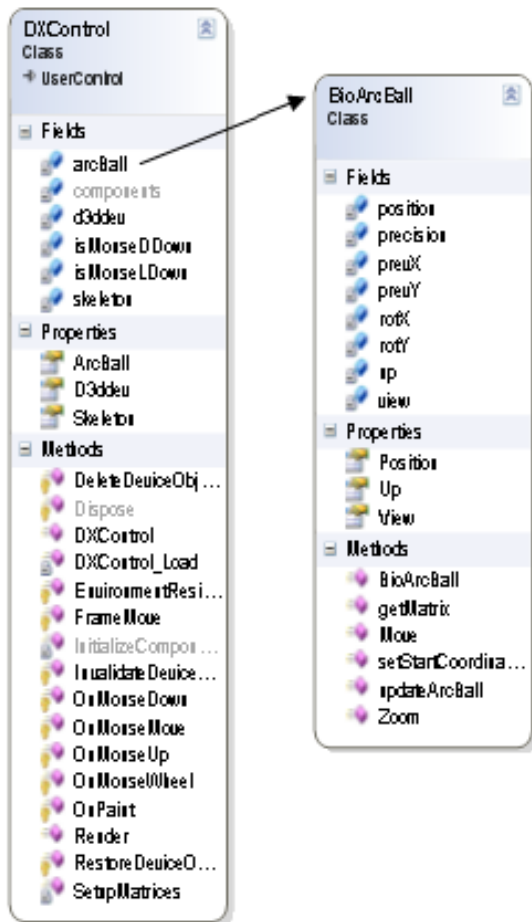 DXControl
Class
UserControl
Fields
arcBall
components
d3ddev
isMouseDDown
isMouseLDown
skeleton
Properties
ArcBall
D3ddev
Skeleton
Methods
DeleteDeviceObj...
Dispose
DXControl
DXControl_Load
EnvironmentResi...
FrameMove
InitializeCompon...
InvalidateDevice...
OnMouseDown
OnMouseMove
OnMouseUp
OnMouseWheel
OnPaint
Render
RestoreDeviceO...
SetupMatrices
BioArcBall
Class
Fields
position
precision
prevX
prevY
rotX
rotY
up
view
Properties
Position
Up
View
Methods
BioArcBall
getMatrix
Move
setStartCoordina...
updateArcBall
Zoom